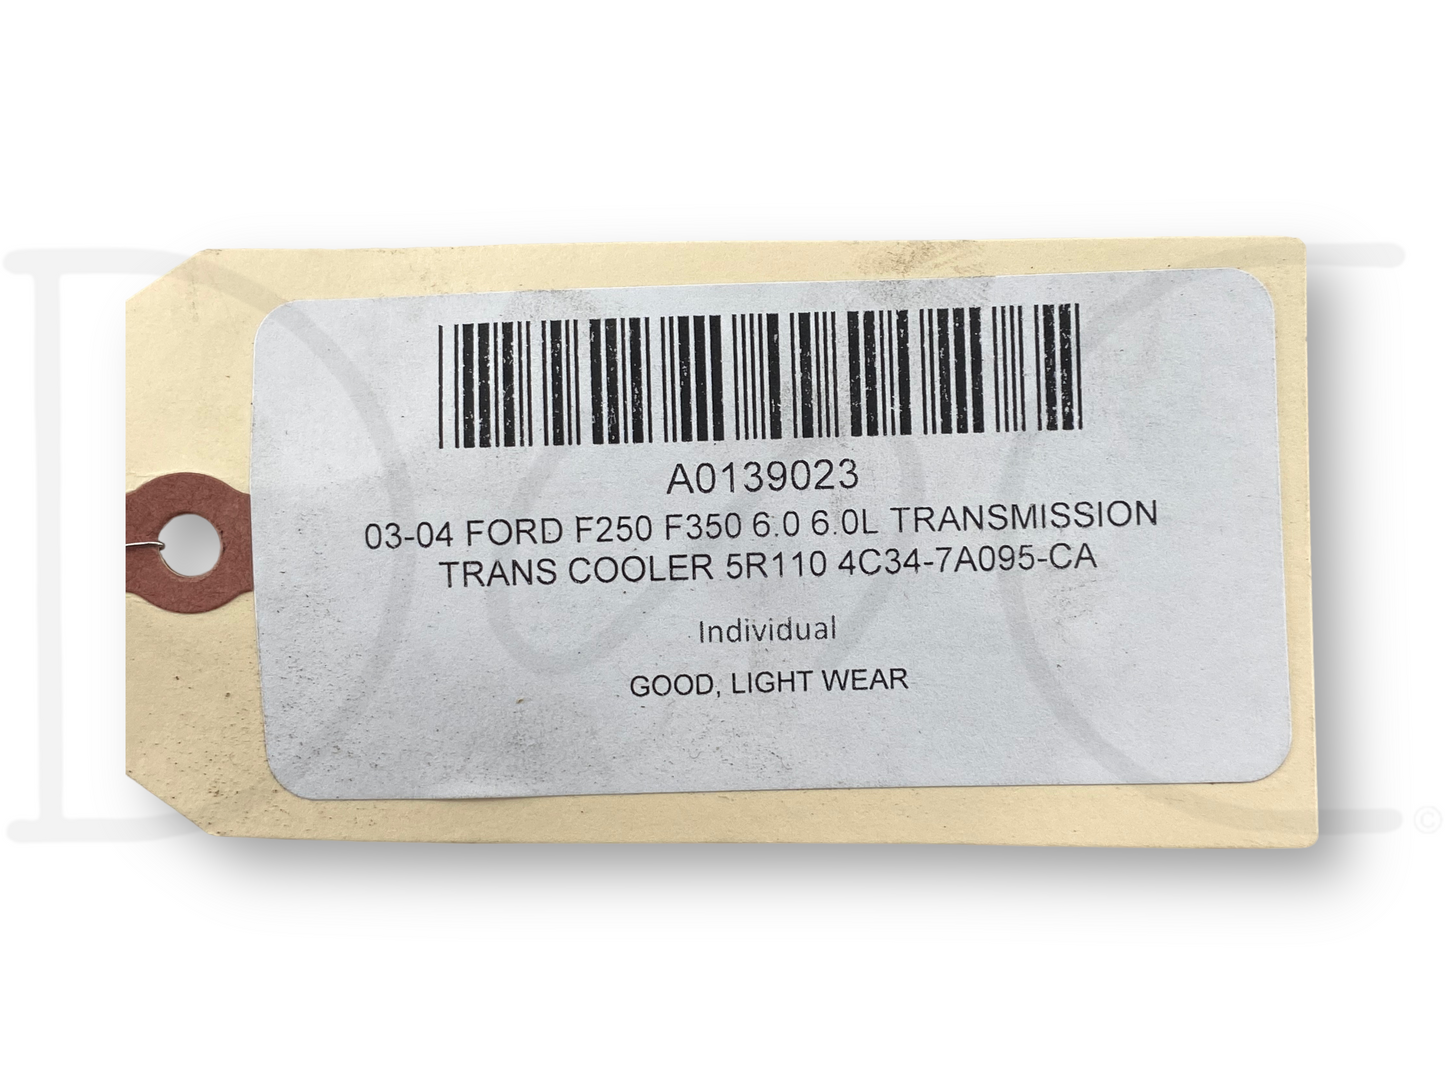 A0139023
03-04 FORD F250 F350 6.0 6.0L TRANSMISSION
TRANS COOLER 5R110 4C34-7A095-CA
Individual
GOOD, LIGHT WEAR
©